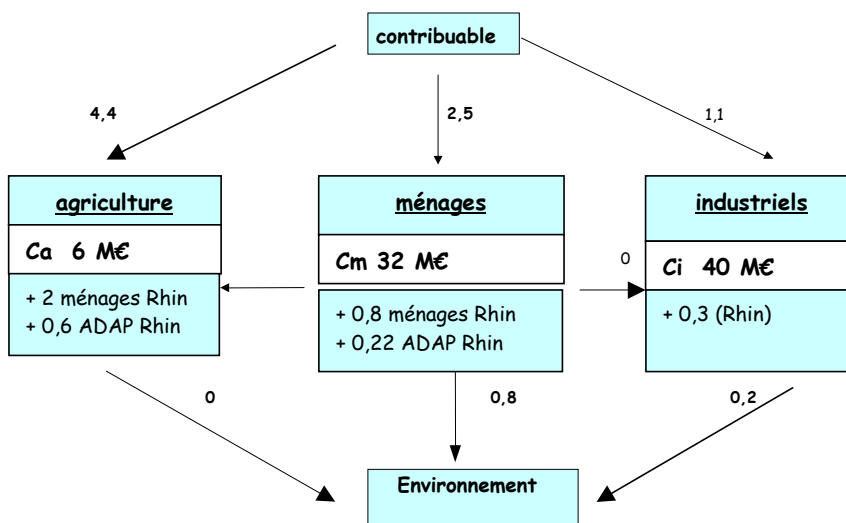 contribuable
4,4
2,5
1,1
agriculture
Ca 6 M€
+ 2 ménages Rhin
+ 0,6 ADAP Rhin
ménages
Cm 32 M€
+ 0,8 ménages Rhin
+ 0,22 ADAP Rhin
0
industriels
Ci 40 M€
+ 0,3 (Rhin)
0
0,8
0,2
Environnement